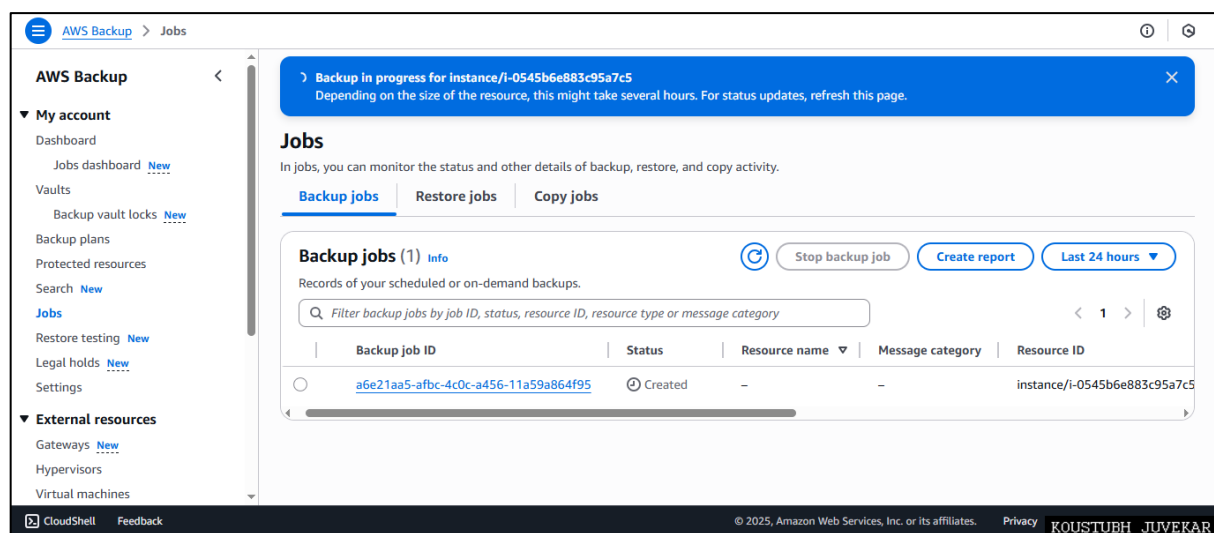 AWS Backup > Jobs
AWS Backup
My account
Dashboard
Jobs dashboard New
Vaults
Backup vault locks New
Backup plans
Protected resources
Search New
Jobs
Restore testing New
Legal holds New
Settings
External resources
Gateways New
Hypervisors
Virtual machines
Backup in progress for instance/i-0545b6e883c95a7c5
Depending on the size of the resource, this might take several hours. For status updates, refresh this page.
Jobs
In jobs, you can monitor the status and other details of backup, restore, and copy activity.
Backup jobs Restore jobs Copy jobs
Backup jobs (1) Info Stop backup job Create report Last 24 hours
Records of your scheduled or on-demand backups.
Filter backup jobs by job ID, status, resource ID, resource type or message category
< 1 >
Backup job ID Status Resource name Message category Resource ID
a6e21aa5-afbc-4c0c-a456-11a59a864f95 Created – – instance/i-0545b6e883c95a7c5
CloudShell Feedback © 2025, Amazon Web Services, Inc. or its affiliates. Privacy
KOUSTUBH JUVEKAR